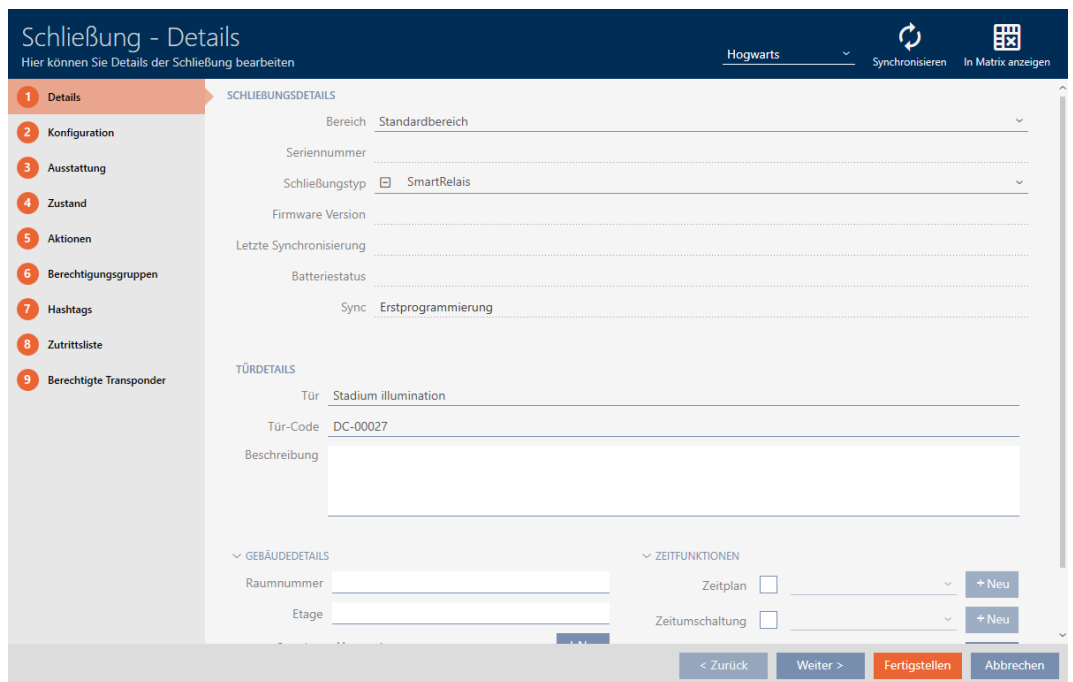 Schließung - Details
Hier können Sie Details der Schließung bearbeiten
Hogwarts
Synchronisieren
In Matrix anzeigen
1 Details
2 Konfiguration
3 Ausstattung
4 Zustand
5 Aktionen
6 Berechtigungsgruppen
7 Hashtags
8 Zutrittsliste
9 Berechtigte Transponder
SCHLIEßUNGSDETAILS
Bereich Standardbereich
Seriennummer
Schließungstyp SmartRelais
Firmware Version
Letzte Synchronisierung
Batteriestatus
Sync Erstprogrammierung
TÜRDETAILS
Tür Stadium illumination
Tür-Code DC-00027
Beschreibung
GEBÄUDEDETAILS
Raumnummer
Etage
ZEITFUNKTIONEN
Zeitplan + Neu
Zeitumschaltung + Neu
< Zurück
Weiter >
Fertigstellen
Abbrechen